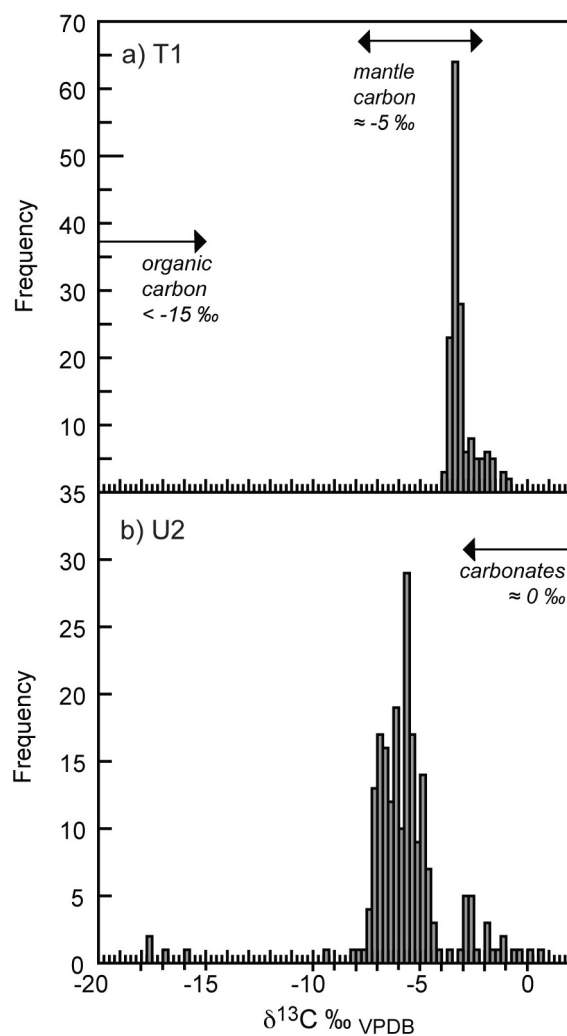 70
a) T1
60
mantle
carbon
≈ -5 ‰
50
40
Frequency
30
organic
carbon
< -15 ‰
20
10
35
b) U2
30
carbonates
≈ 0 ‰
25
20
Frequency
15
10
5
0
-20 -15 -10 -5 0
δ¹³C ‰ VPDB